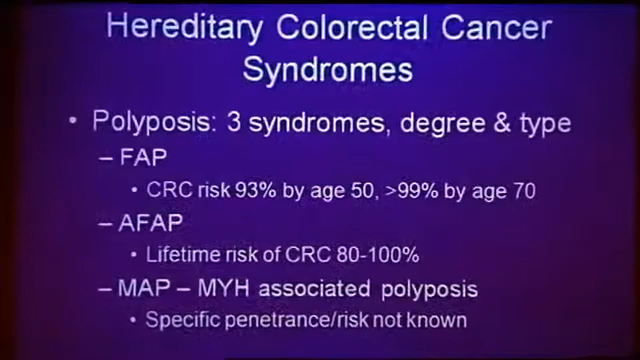 Hereditary Colorectal Cancer
Syndromes
• Polyposis: 3 syndromes, degree & type
– FAP
• CRC risk 93% by age 50, >99% by age 70
– AFAP
• Lifetime risk of CRC 80-100%
– MAP – MYH associated polyposis
• Specific penetrance/risk not known